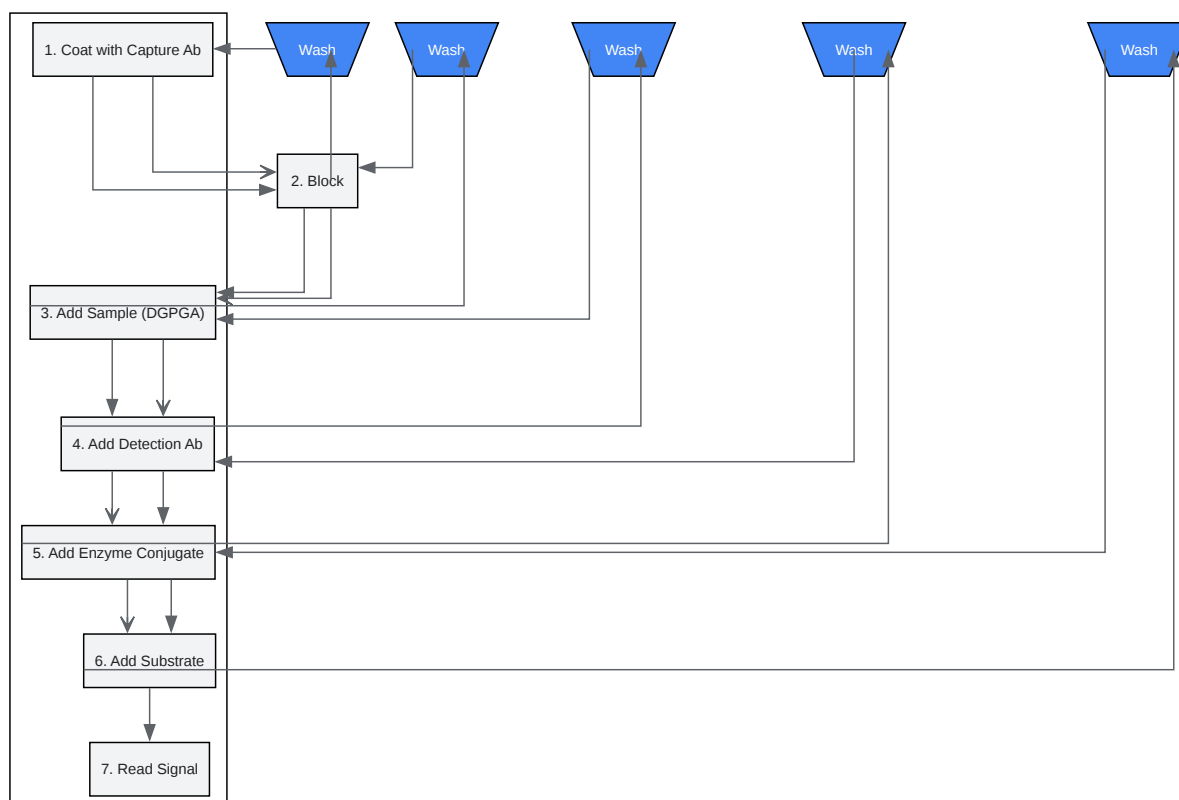 1. Coat with Capture Ab
Wash
Wash
Wash
Wash
Wash
2. Block
3. Add Sample (DGPGA)
4. Add Detection Ab
5. Add Enzyme Conjugate
6. Add Substrate
7. Read Signal